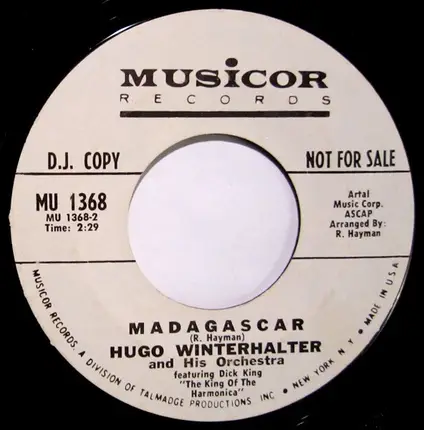 MUSiCOR
RECORDS
D.J. COPY
NOT FOR SALE
MU 1368
MU 1368-2
Time: 2:29
Artal
Music Corp.
ASCAP
Arranged By:
R. Hayman
MADAGASCAR
(R. Hayman)
HUGO WINTERHALTER
and His Orchestra
featuring Dick King
"The King Of The
Harmonica"
MUSICOR RECORDS, A DIVISION OF TALMADGE PRODUCTIONS INC. • NEW YORK, N.Y. • MADE IN U.S.A.